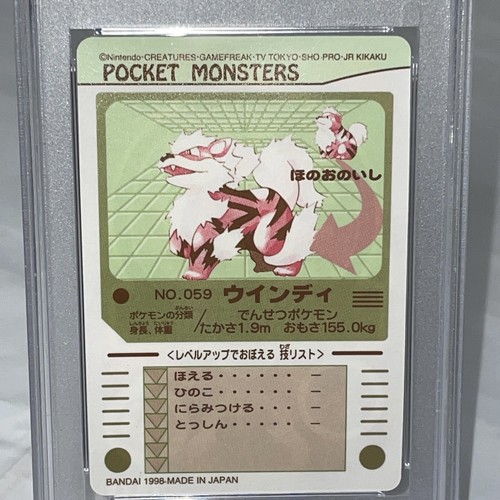 ©Nintendo·CREATURES·GAMEFREAK·TV TOKYO·SHO·PRO·JR KIKAKU
POCKET MONSTERS
ほのおのいし
NO.059 ウインディ
ポケモンの分類 でんせつポケモン
身長、体重 たかさ1.9m おもさ155.0kg
<レベルアップでおぼえる 技リスト>
ほえる・・・・・・ ー
ひのこ・・・・・・ ー
にらみつける・・・・ ー
とっしん・・・・・ ー
BANDAI 1998·MADE IN JAPAN